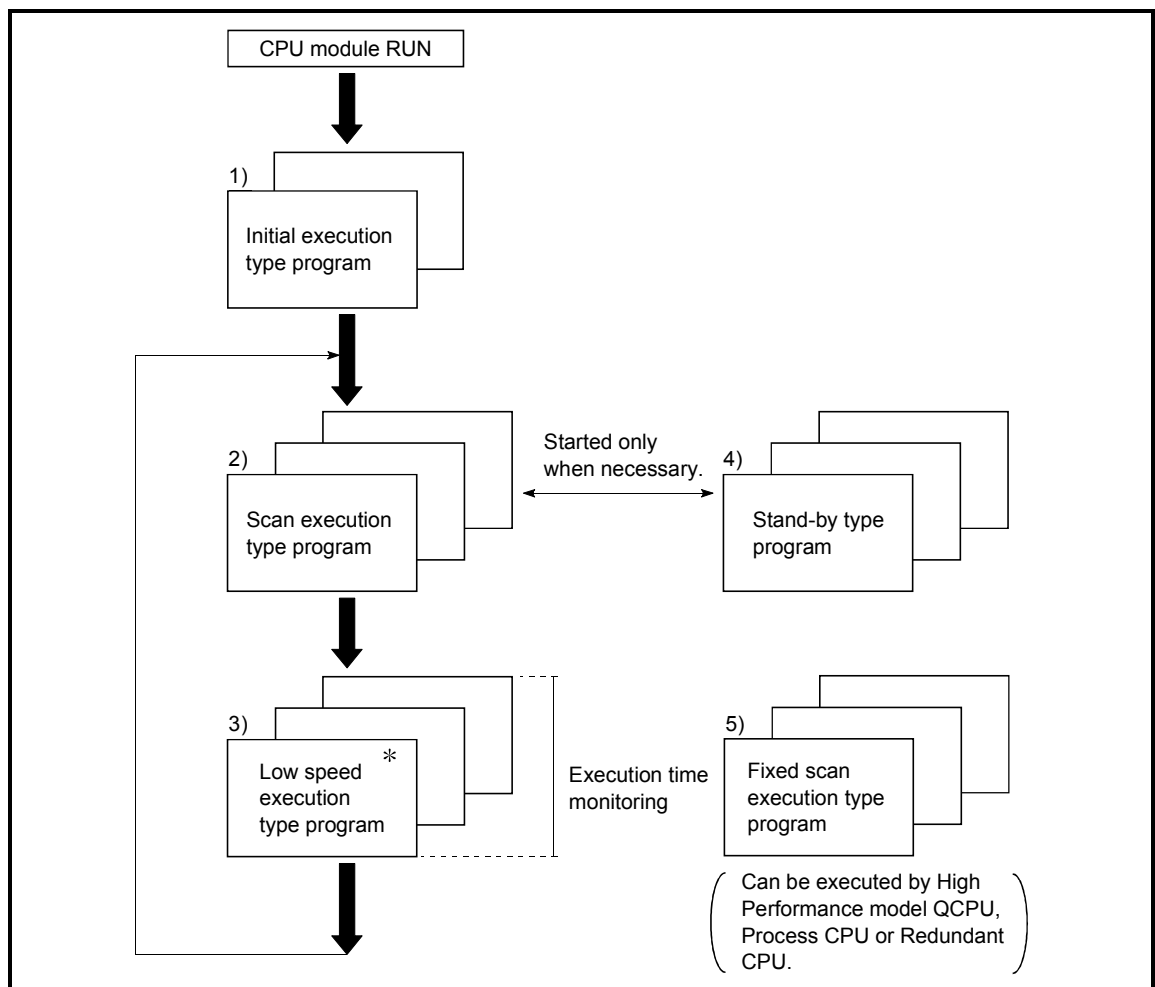 CPU module RUN
1)
Initial execution
type program
2)
Scan execution
type program
Started only
when necessary.
4)
Stand-by type
program
3)
*
Low speed
execution
type program
Execution time
monitoring
5)
Fixed scan
execution type
program
Can be executed by High
Performance model QCPU,
Process CPU or Redundant
CPU.